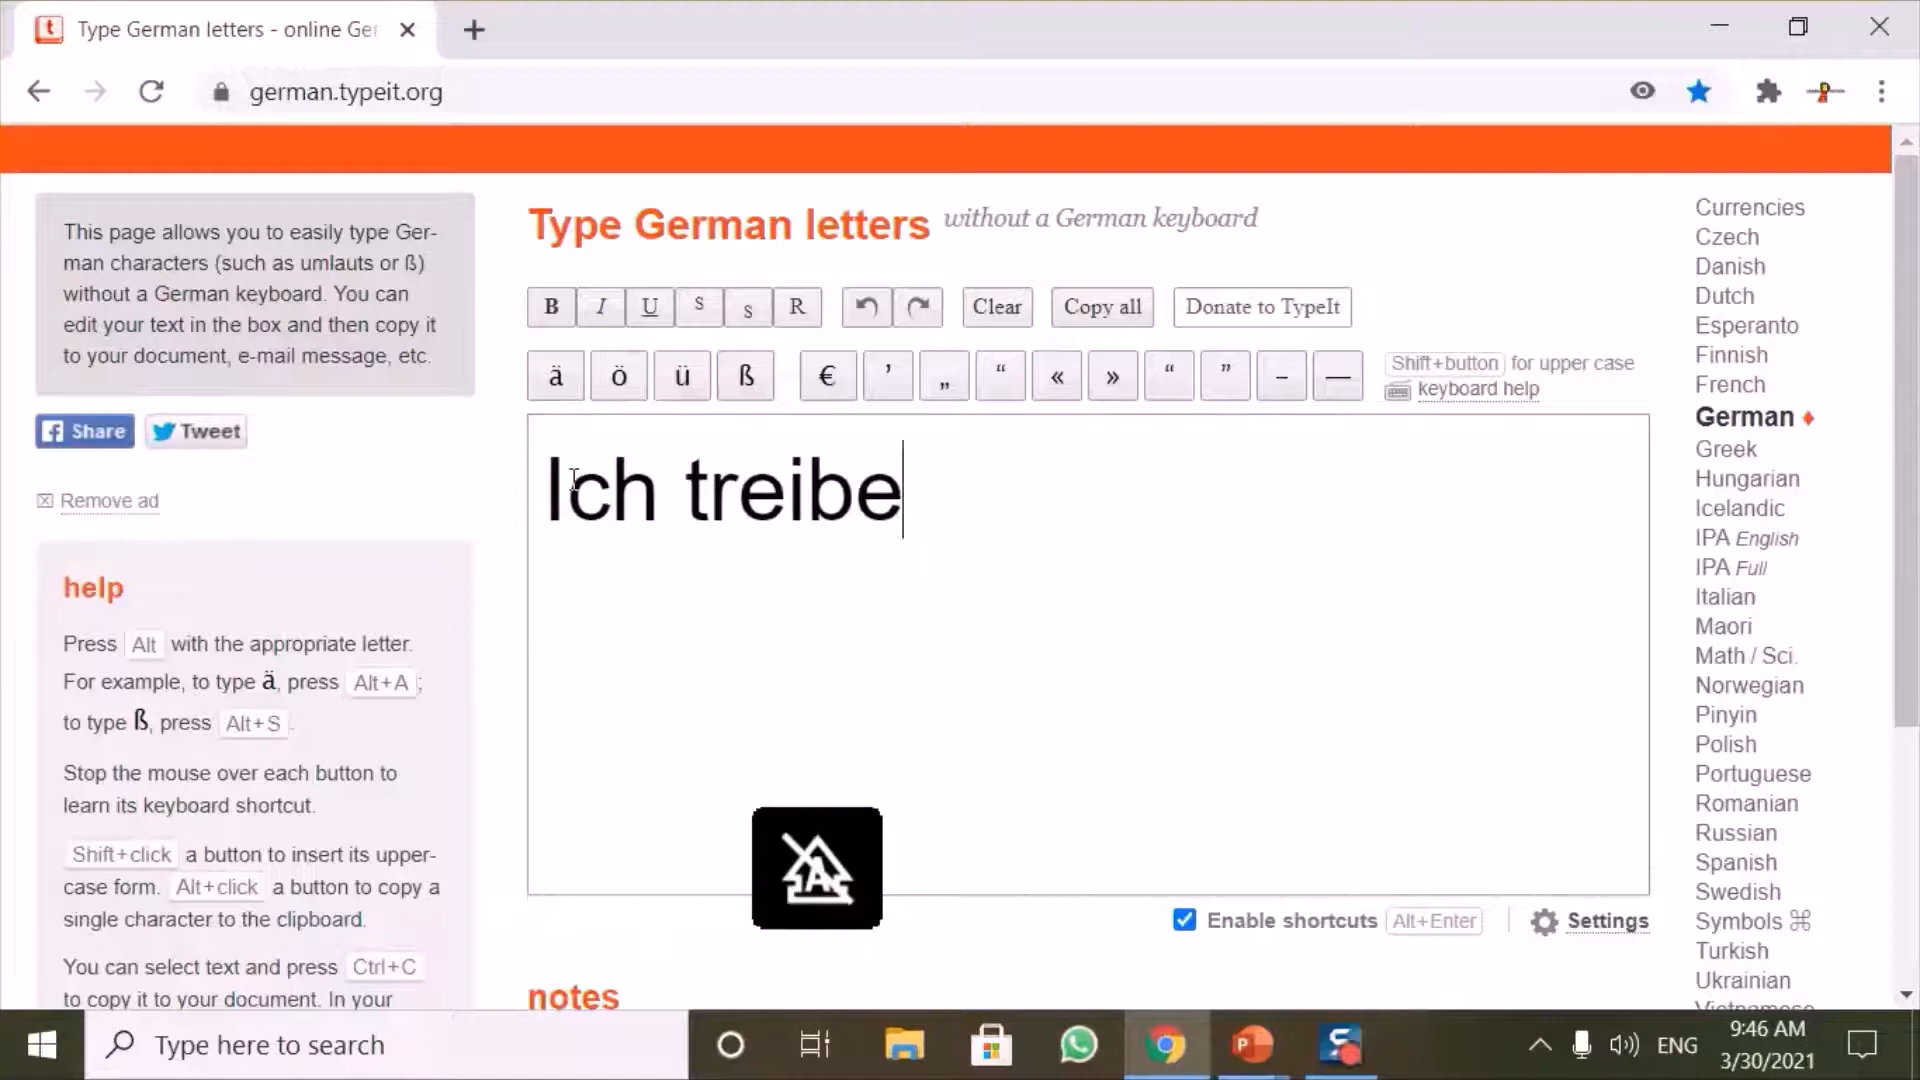 Type German letters - online Ger
german.typeit.org
This page allows you to easily type Ger-
man characters (such as umlauts or ß)
without a German keyboard. You can
edit your text in the box and then copy it
to your document, e-mail message, etc.
Share
Tweet
Remove ad
help
Press Alt with the appropriate letter.
For example, to type ä, press Alt+A;
to type ß, press Alt+S.
Stop the mouse over each button to
learn its keyboard shortcut.
Shift+click a button to insert its upper-
case form. Alt+click a button to copy a
single character to the clipboard.
You can select text and press Ctrl+C
to copy it to your document. In your
Type German letters without a German keyboard
B I U S S R Clear Copy all Donate to TypeIt
ä ö ü ß € ’ „ “ « » “ ” – —
Shift+button for upper case
keyboard help
Ich treibe
A
Enable shortcuts Alt+Enter Settings
notes
Currencies
Czech
Danish
Dutch
Esperanto
Finnish
French
German
Greek
Hungarian
Icelandic
IPA English
IPA Full
Italian
Maori
Math / Sci.
Norwegian
Pinyin
Polish
Portuguese
Romanian
Russian
Spanish
Swedish
Symbols ⌘
Turkish
Ukrainian
Vietnamese
Type here to search
ENG
9:46 AM
3/30/2021